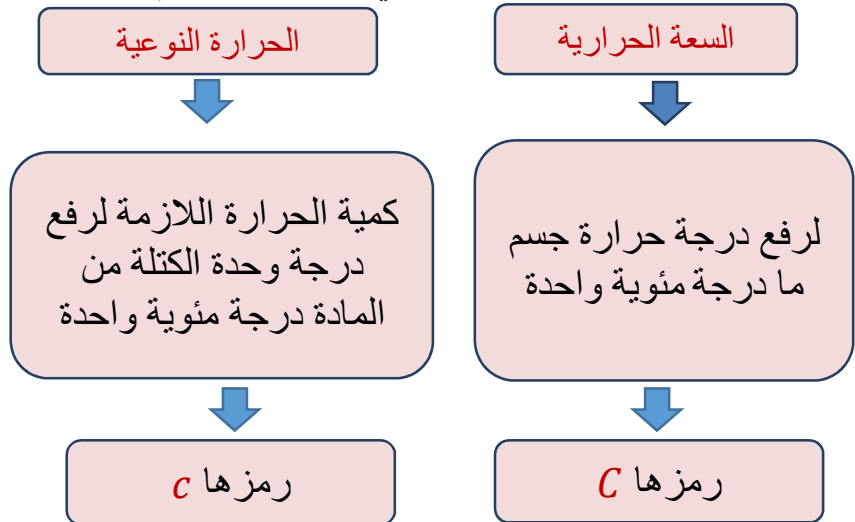 السعة الحرارية
لرفع درجة حرارة جسم
ما درجة مئوية واحدة
رمزها C
الحرارة النوعية
كمية الحرارة اللازمة لرفع
درجة وحدة الكتلة من
المادة درجة مئوية واحدة
رمزها c